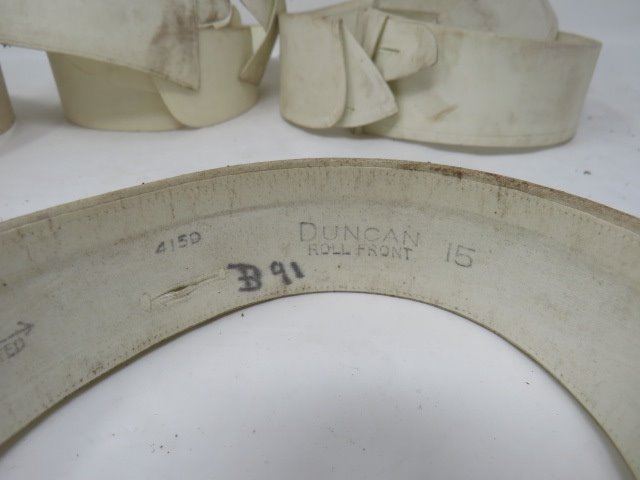 4150
DUNCAN
ROLL FRONT
15
B91